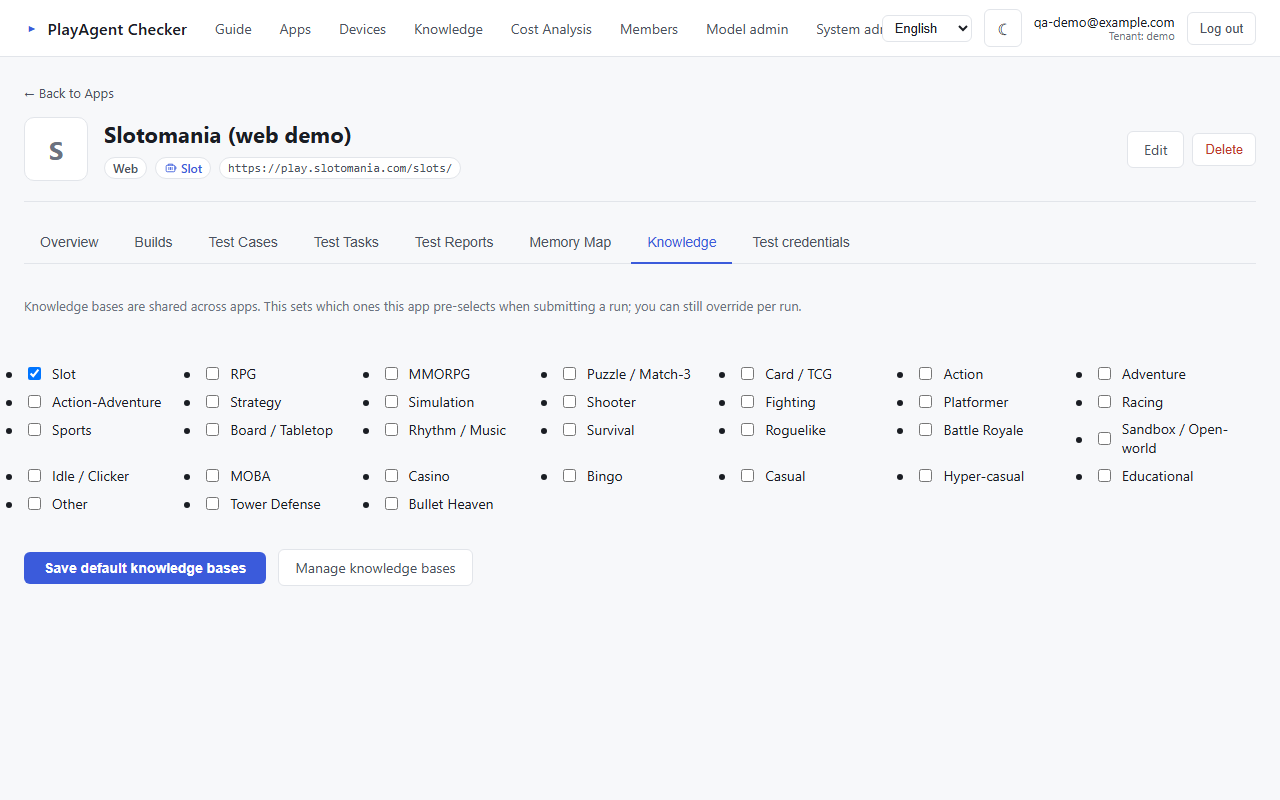 PlayAgent Checker Guide Apps Devices Knowledge Cost Analysis Members Model admin System adm English qa-demo@example.com Tenant: demo Log out
← Back to Apps
S
Slotomania (web demo)
Web Slot https://play.slotomania.com/slots/
Edit Delete
Overview Builds Test Cases Test Tasks Test Reports Memory Map Knowledge Test credentials
Knowledge bases are shared across apps. This sets which ones this app pre-selects when submitting a run; you can still override per run.
Slot RPG MMORPG Puzzle / Match-3 Card / TCG Action Adventure
Action-Adventure Strategy Simulation Shooter Fighting Platformer Racing
Sports Board / Tabletop Rhythm / Music Survival Roguelike Battle Royale Sandbox / Open-
world
Idle / Clicker MOBA Casino Bingo Casual Hyper-casual Educational
Other Tower Defense Bullet Heaven
Save default knowledge bases Manage knowledge bases